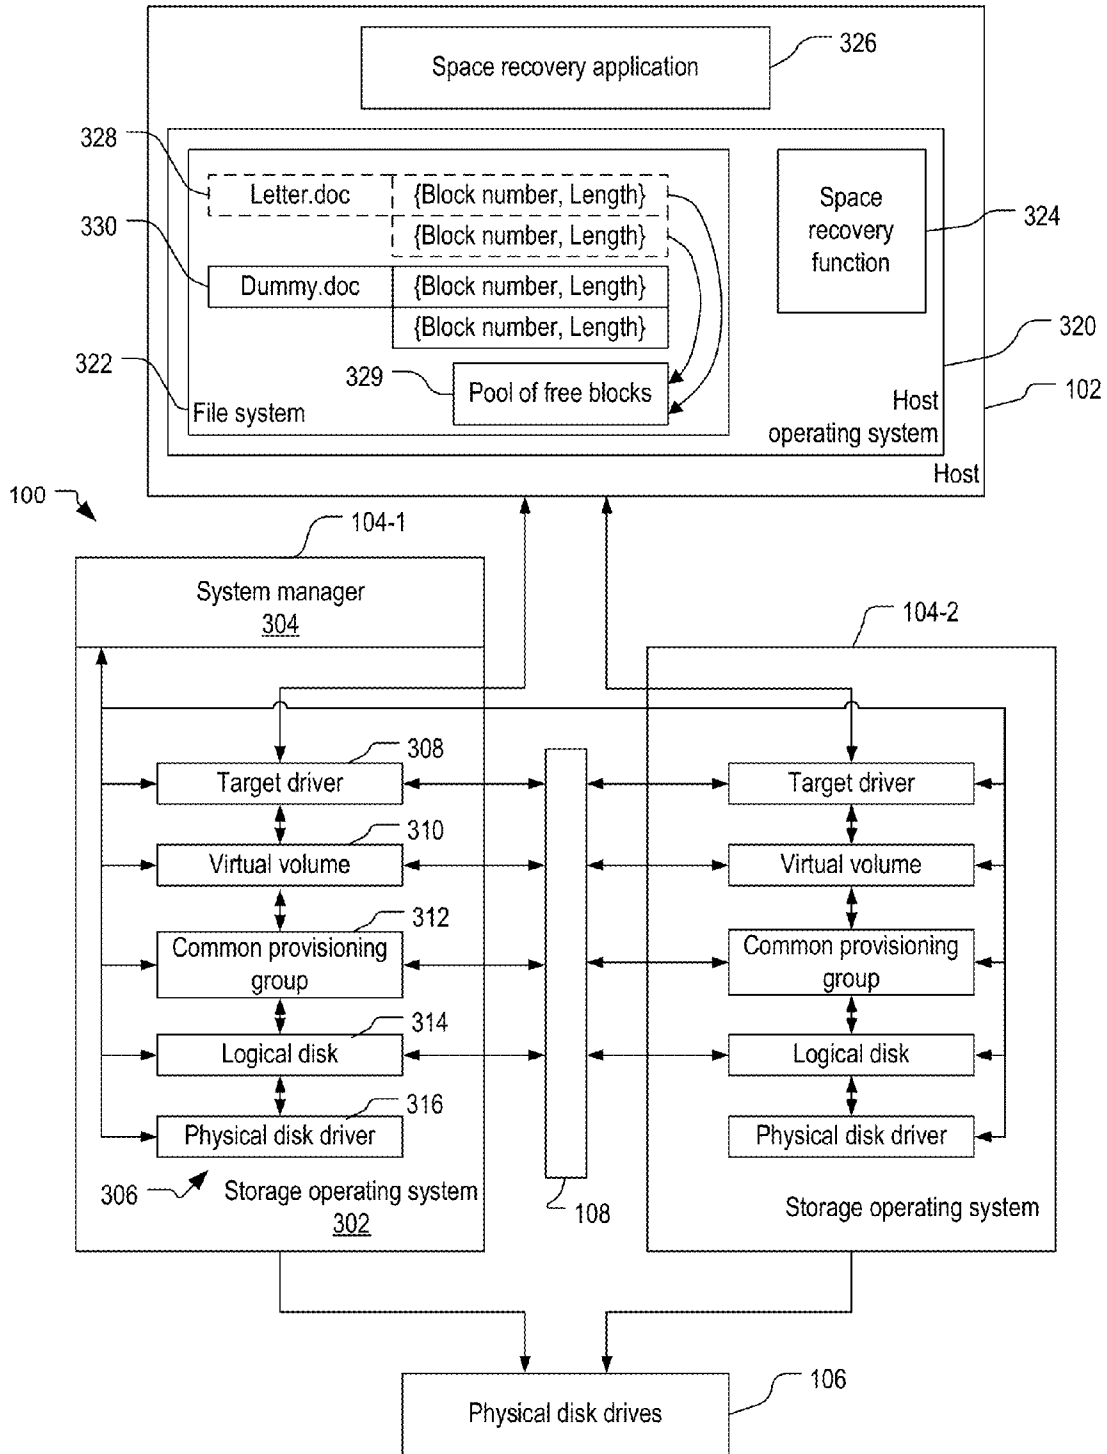 Space recovery application
326
328
Letter.doc
{Block number, Length}
{Block number, Length}
330
Dummy.doc
{Block number, Length}
{Block number, Length}
Space
recovery
function
324
320
322
329
Pool of free blocks
102
File system
Host
operating system
Host
100
104-1
System manager
304
104-2
308
Target driver
Target driver
310
Virtual volume
Virtual volume
312
Common provisioning
group
Common provisioning
group
314
Logical disk
Logical disk
316
Physical disk driver
Physical disk driver
306
Storage operating system
302
108
Storage operating system
106
Physical disk drives